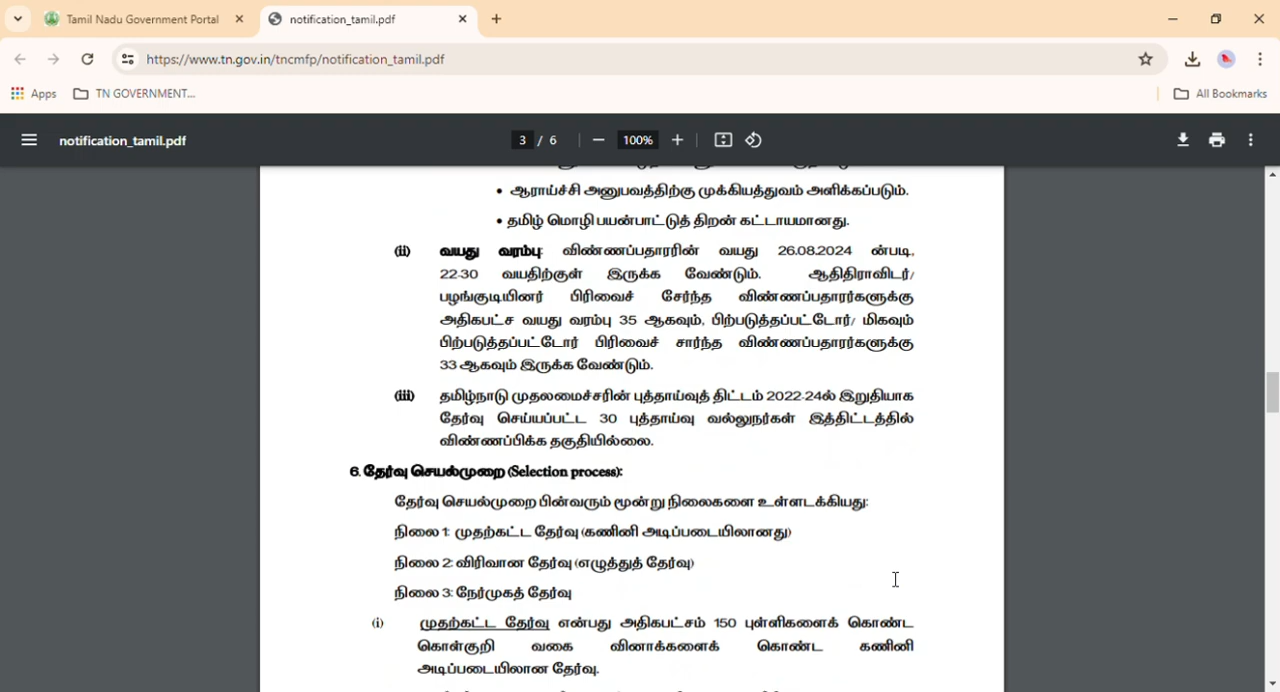 Tamil Nadu Government Portal
notification_tamil.pdf
https://www.tn.gov.in/tncmfp/notification_tamil.pdf
Apps
TN GOVERNMENT...
All Bookmarks
notification_tamil.pdf
3 / 6
100%
• ஆராய்ச்சி அனுபவத்திற்கு முக்கியத்துவம் அளிக்கப்படும்.
• தமிழ் மொழி பயன்பாட்டுத் திறன் கட்டாயமானது.
(ii) வயது வரம்பு: விண்ணப்பதாரரின் வயது 26.08.2024 ன்படி,
22-30 வயதிற்குள் இருக்க வேண்டும். ஆதிதிராவிடர்/
பழங்குடியினர் பிரிவைச் சேர்ந்த விண்ணப்பதாரர்களுக்கு
அதிகபட்ச வயது வரம்பு 35 ஆகவும், பிற்படுத்தப்பட்டோர்/ மிகவும்
பிற்படுத்தப்பட்டோர் பிரிவைச் சார்ந்த விண்ணப்பதாரர்களுக்கு
33 ஆகவும் இருக்க வேண்டும்.
(iii) தமிழ்நாடு முதலமைச்சரின் புத்தாய்வுத் திட்டம் 2022-24ல் இறுதியாக
தேர்வு செய்யப்பட்ட 30 புத்தாய்வு வல்லுநர்கள் இத்திட்டத்தில்
விண்ணப்பிக்க தகுதியில்லை.
6. தேர்வு செயல்முறை (Selection process):
தேர்வு செயல்முறை பின்வரும் மூன்று நிலைகளை உள்ளடக்கியது:
நிலை 1: முதற்கட்ட தேர்வு (கணினி அடிப்படையிலானது)
நிலை 2: விரிவான தேர்வு (எழுத்துத் தேர்வு)
நிலை 3: நேர்முகத் தேர்வு
(i) முதற்கட்ட தேர்வு என்பது அதிகபட்சம் 150 புள்ளிகளைக் கொண்ட
கொள்குறி வகை வினாக்களைக் கொண்ட கணினி
அடிப்படையிலான தேர்வு.